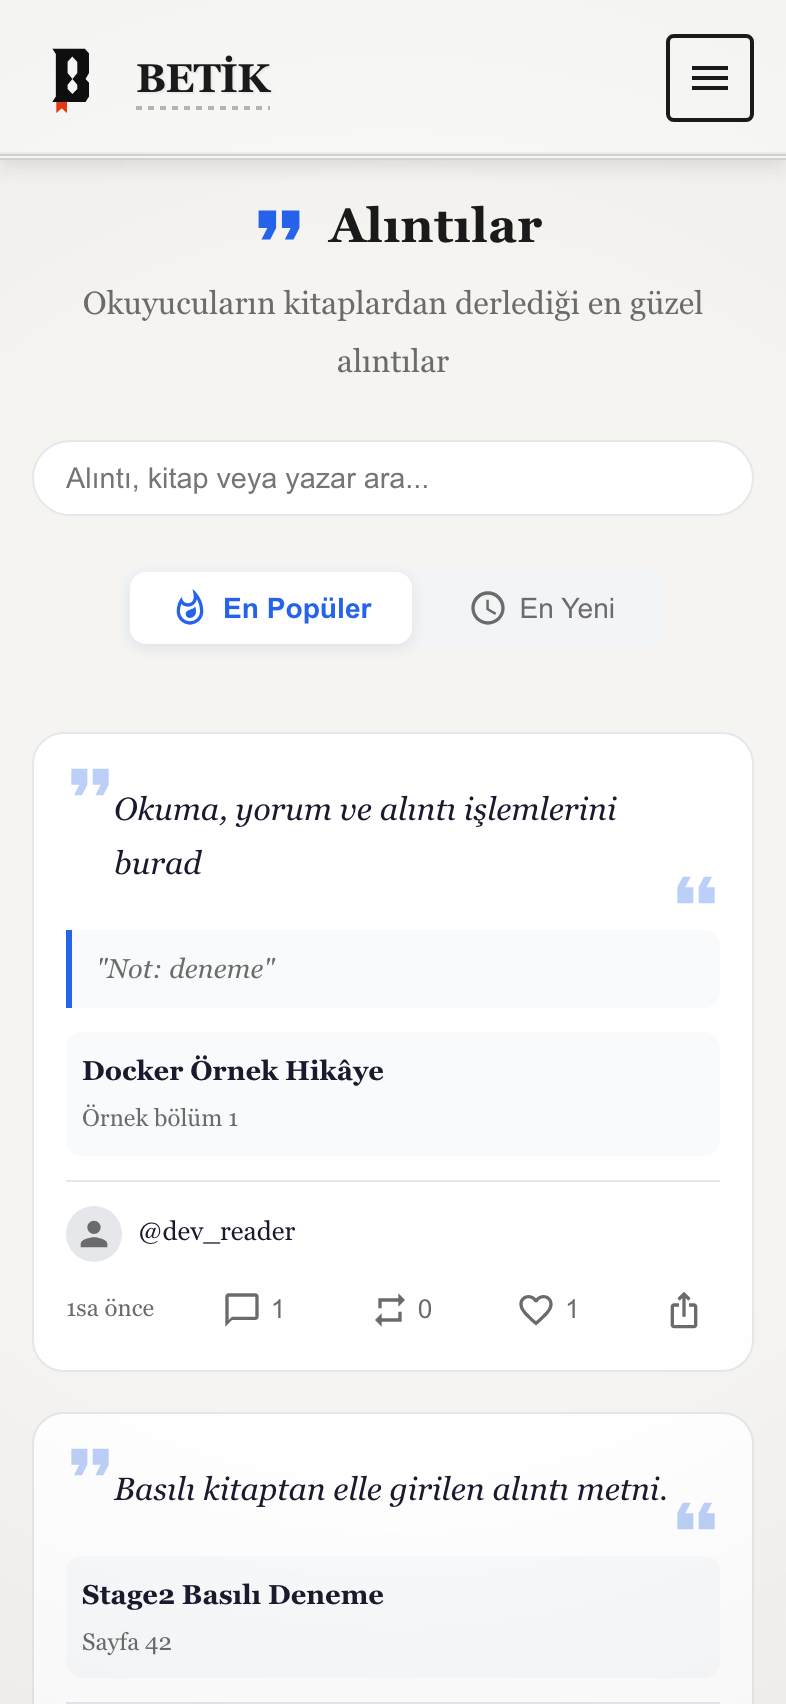 B
BETİK
Alıntılar
Okuyucuların kitaplardan derlediği en güzel
alıntılar
Alıntı, kitap veya yazar ara...
En Popüler
En Yeni
Okuma, yorum ve alıntı işlemlerini
burad
"Not: deneme"
Docker Örnek Hikâye
Örnek bölüm 1
@dev_reader
1sa önce 1 0 1
Basılı kitaptan elle girilen alıntı metni.
Stage2 Basılı Deneme
Sayfa 42